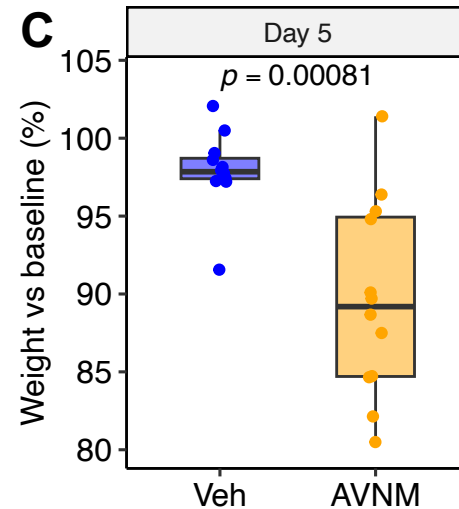 C
Day 5
p = 0.00081
Weight vs baseline (%)
105
100
95
90
85
80
Veh
AVNM